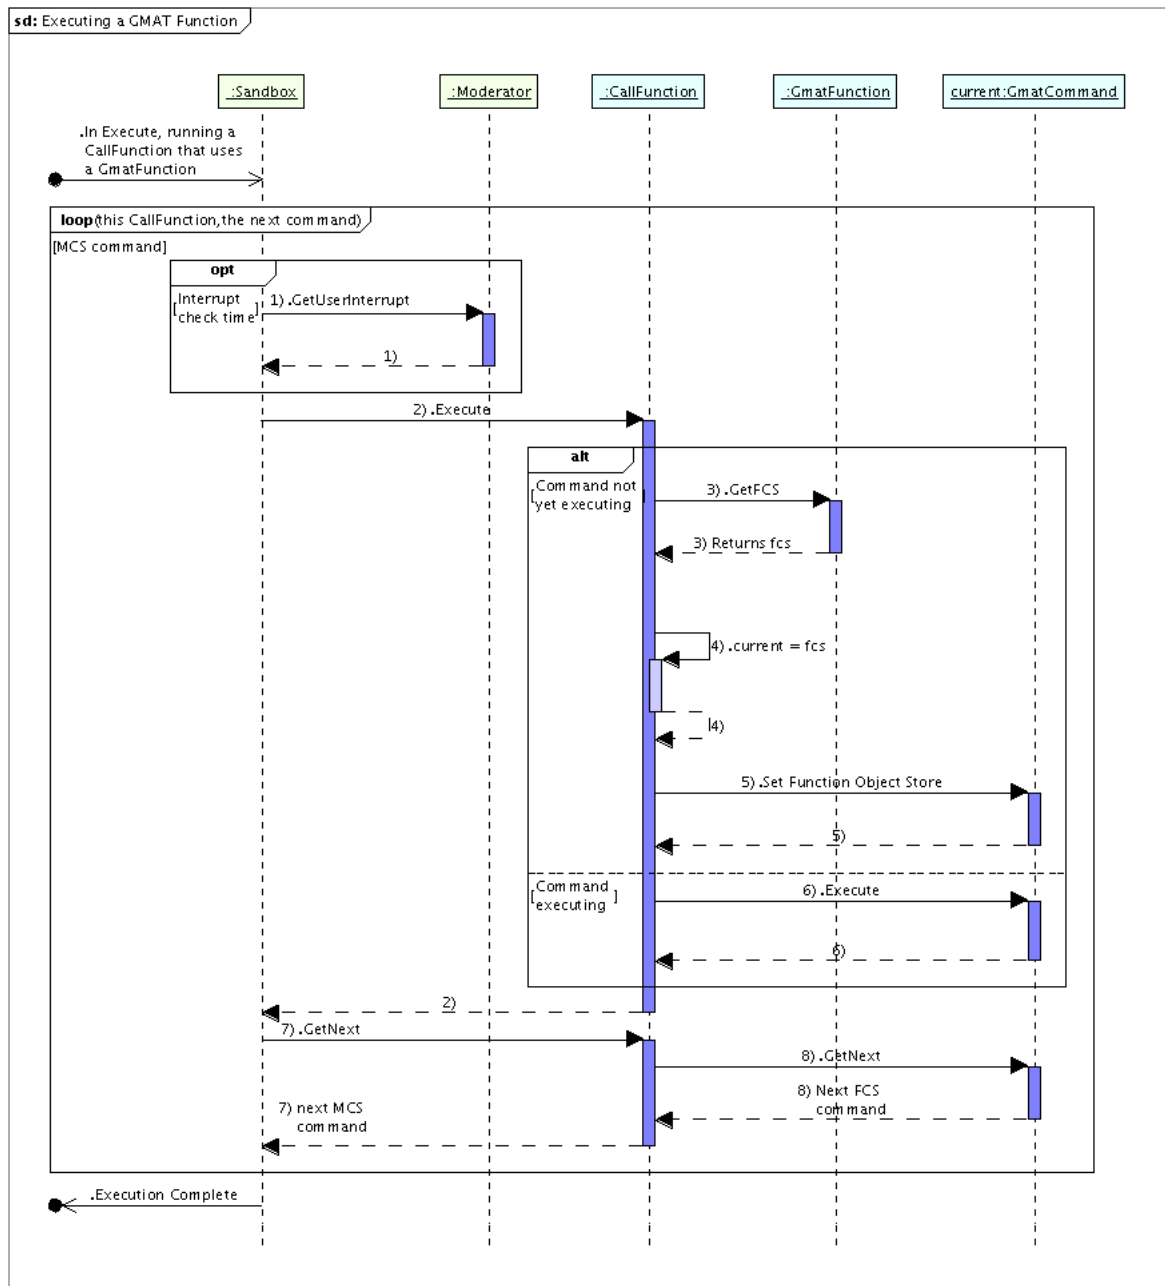 sd: Executing a GMAT Function
_:Sandbox
_:Moderator
_:CallFunction
_:GmatFunction
current:GmatCommand
.In Execute, running a
CallFunction that uses
a GmatFunction
loop(this CallFunction,the next command)
[MCS command]
opt
[Interrupt
check time]
1).GetUserInterrupt
1)
2).Execute
alt
[Command not
yet executing]
3).GetFCS
3) Returns fcs
4).current = fcs
4)
5).Set Function Object Store
5)
[Command
executing]
6).Execute
6)
2)
7).GetNext
8).GetNext
8) Next FCS
command
7) next MCS
command
.Execution Complete